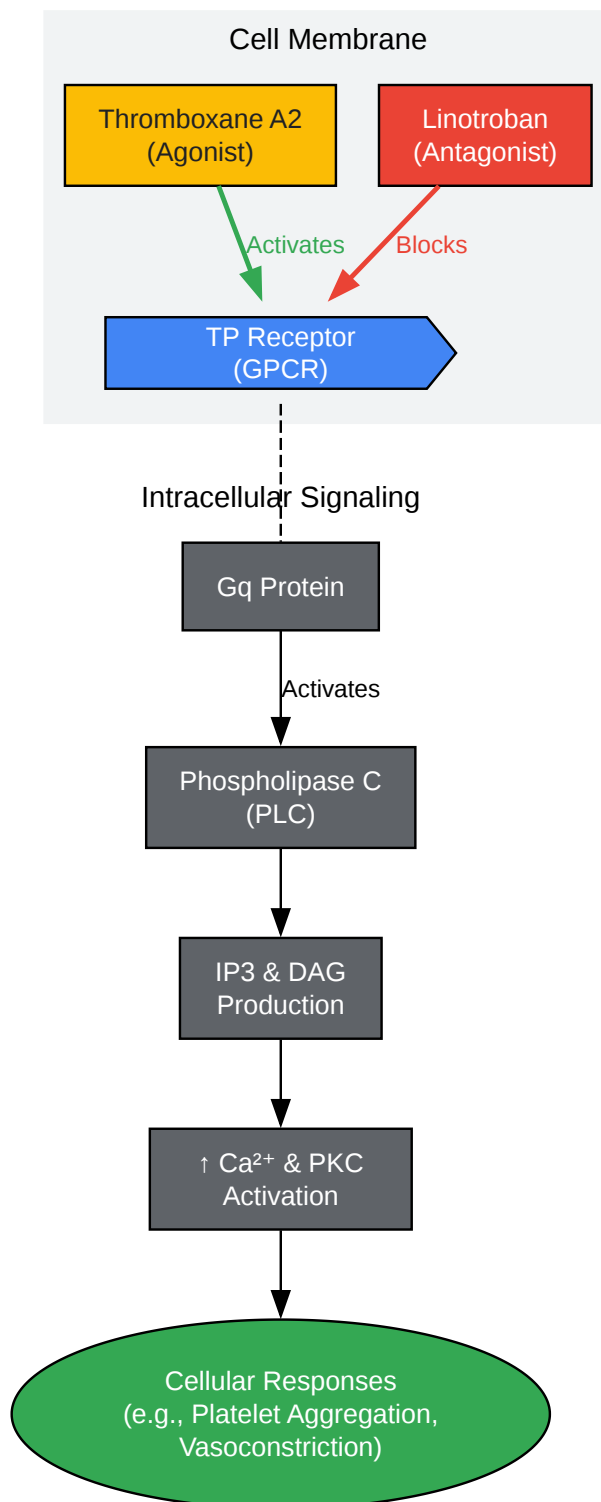 Cell Membrane
Thromboxane A2
(Agonist)
Linotroban
(Antagonist)
Activates
Blocks
TP Receptor
(GPCR)
Intracellular Signaling
Gq Protein
Activates
Phospholipase C
(PLC)
IP3 & DAG
Production
↑ Ca²⁺ & PKC
Activation
Cellular Responses
(e.g., Platelet Aggregation,
Vasoconstriction)